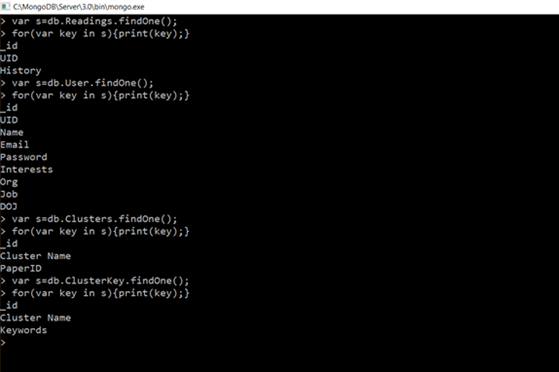 C:\MongoDB\Server\3.0\bin\mongo.exe
> var s=db.Readings.findOne();
> for(var key in s){print(key);}
_id
UID
History
> var s=db.User.findOne();
> for(var key in s){print(key);}
_id
UID
Name
Email
Password
Interests
Org
Job
DOJ
> var s=db.Clusters.findOne();
> for(var key in s){print(key);}
_id
Cluster Name
PaperID
> var s=db.ClusterKey.findOne();
> for(var key in s){print(key);}
_id
Cluster Name
Keywords
>